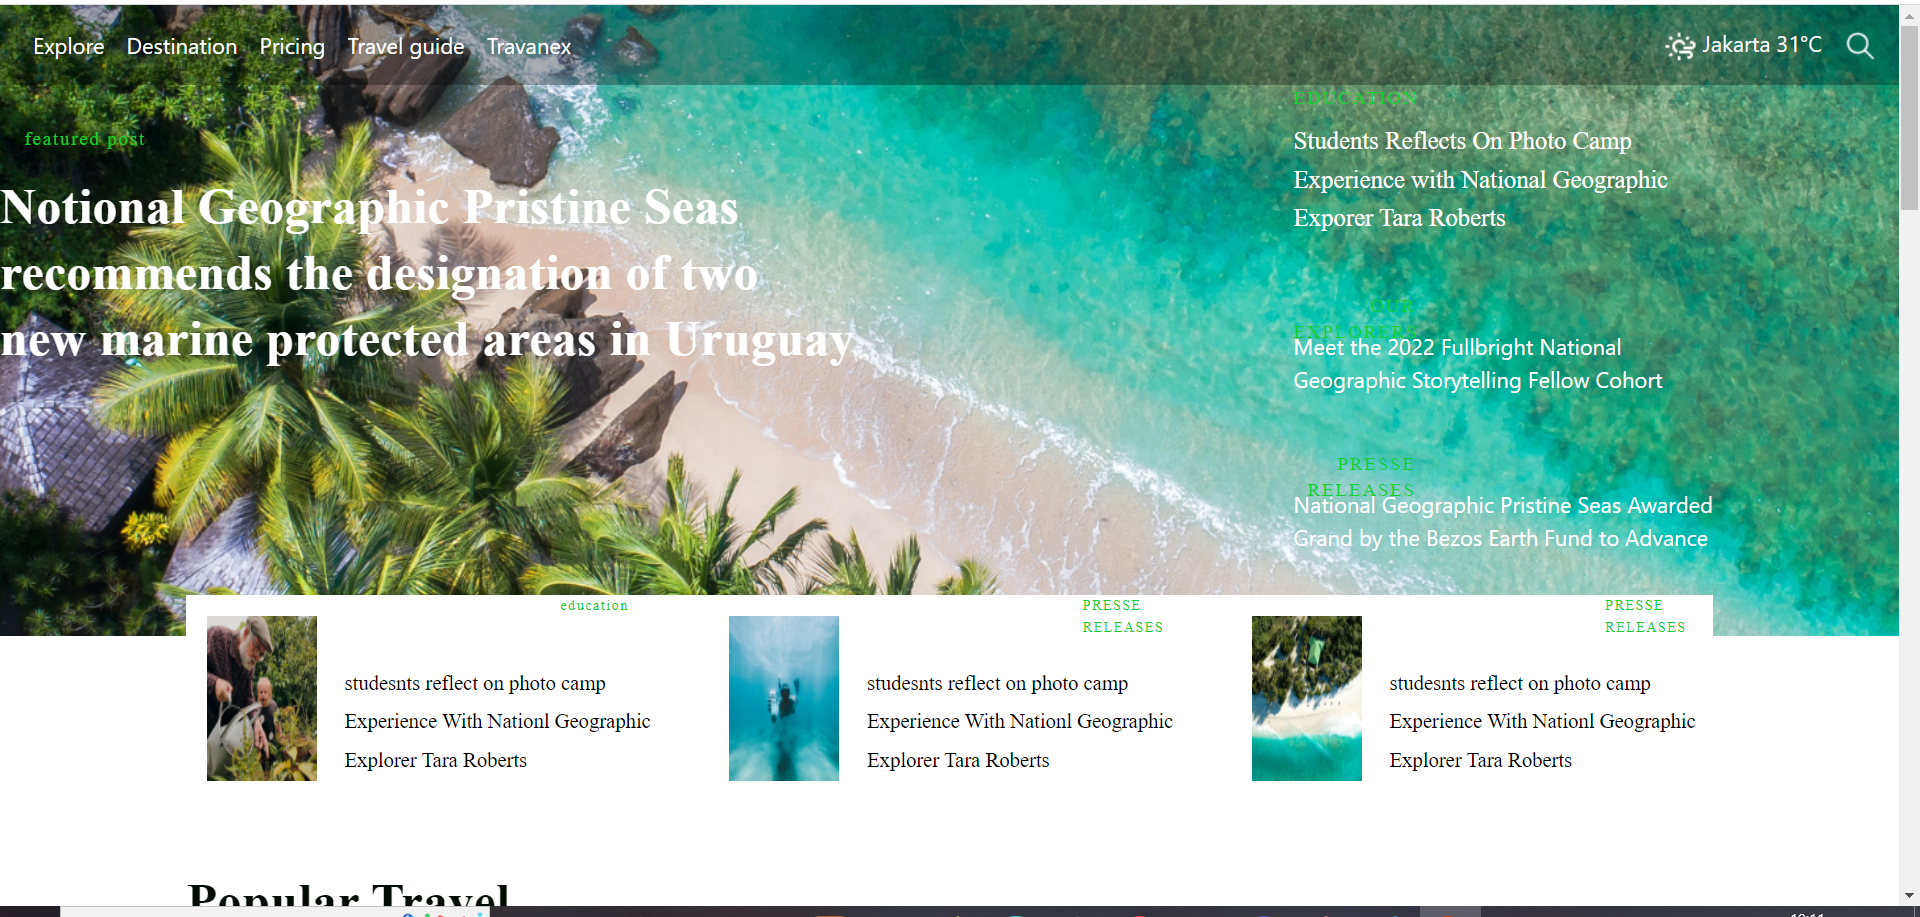 Explore Destination Pricing Travel guide Travanex
Jakarta 31°C
featured post
Notional Geographic Pristine Seas
recommends the designation of two
new marine protected areas in Uruguay
EDUCATION
Students Reflects On Photo Camp
Experience with National Geographic
Exporer Tara Roberts
OUR
EXPLORERS
Meet the 2022 Fullbright National
Geographic Storytelling Fellow Cohort
PRESSE
RELEASES
National Geographic Pristine Seas Awarded
Grand by the Bezos Earth Fund to Advance
education
studesnts reflect on photo camp
Experience With Nationl Geographic
Explorer Tara Roberts
PRESSE
RELEASES
studesnts reflect on photo camp
Experience With Nationl Geographic
Explorer Tara Roberts
PRESSE
RELEASES
studesnts reflect on photo camp
Experience With Nationl Geographic
Explorer Tara Roberts
Popular Travel